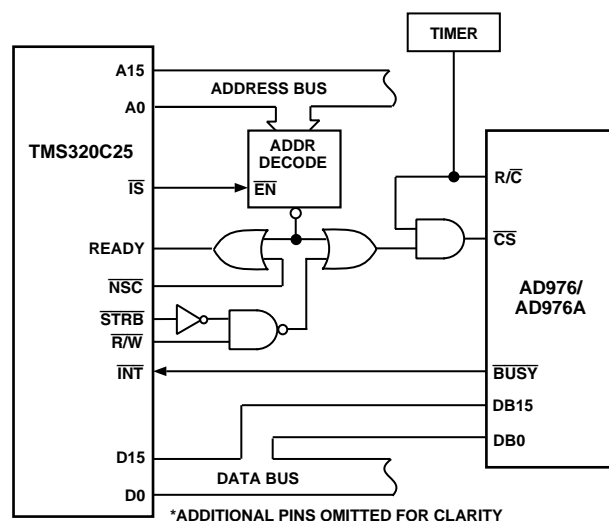 TIMER
A15
ADDRESS BUS
A0
ADDR
DECODE
TMS320C25
IS
EN
R/C
READY
CS
NSC
AD976/
AD976A
STRB
R/W
INT
BUSY
DB15
D15
DB0
DATA BUS
D0
*ADDITIONAL PINS OMITTED FOR CLARITY